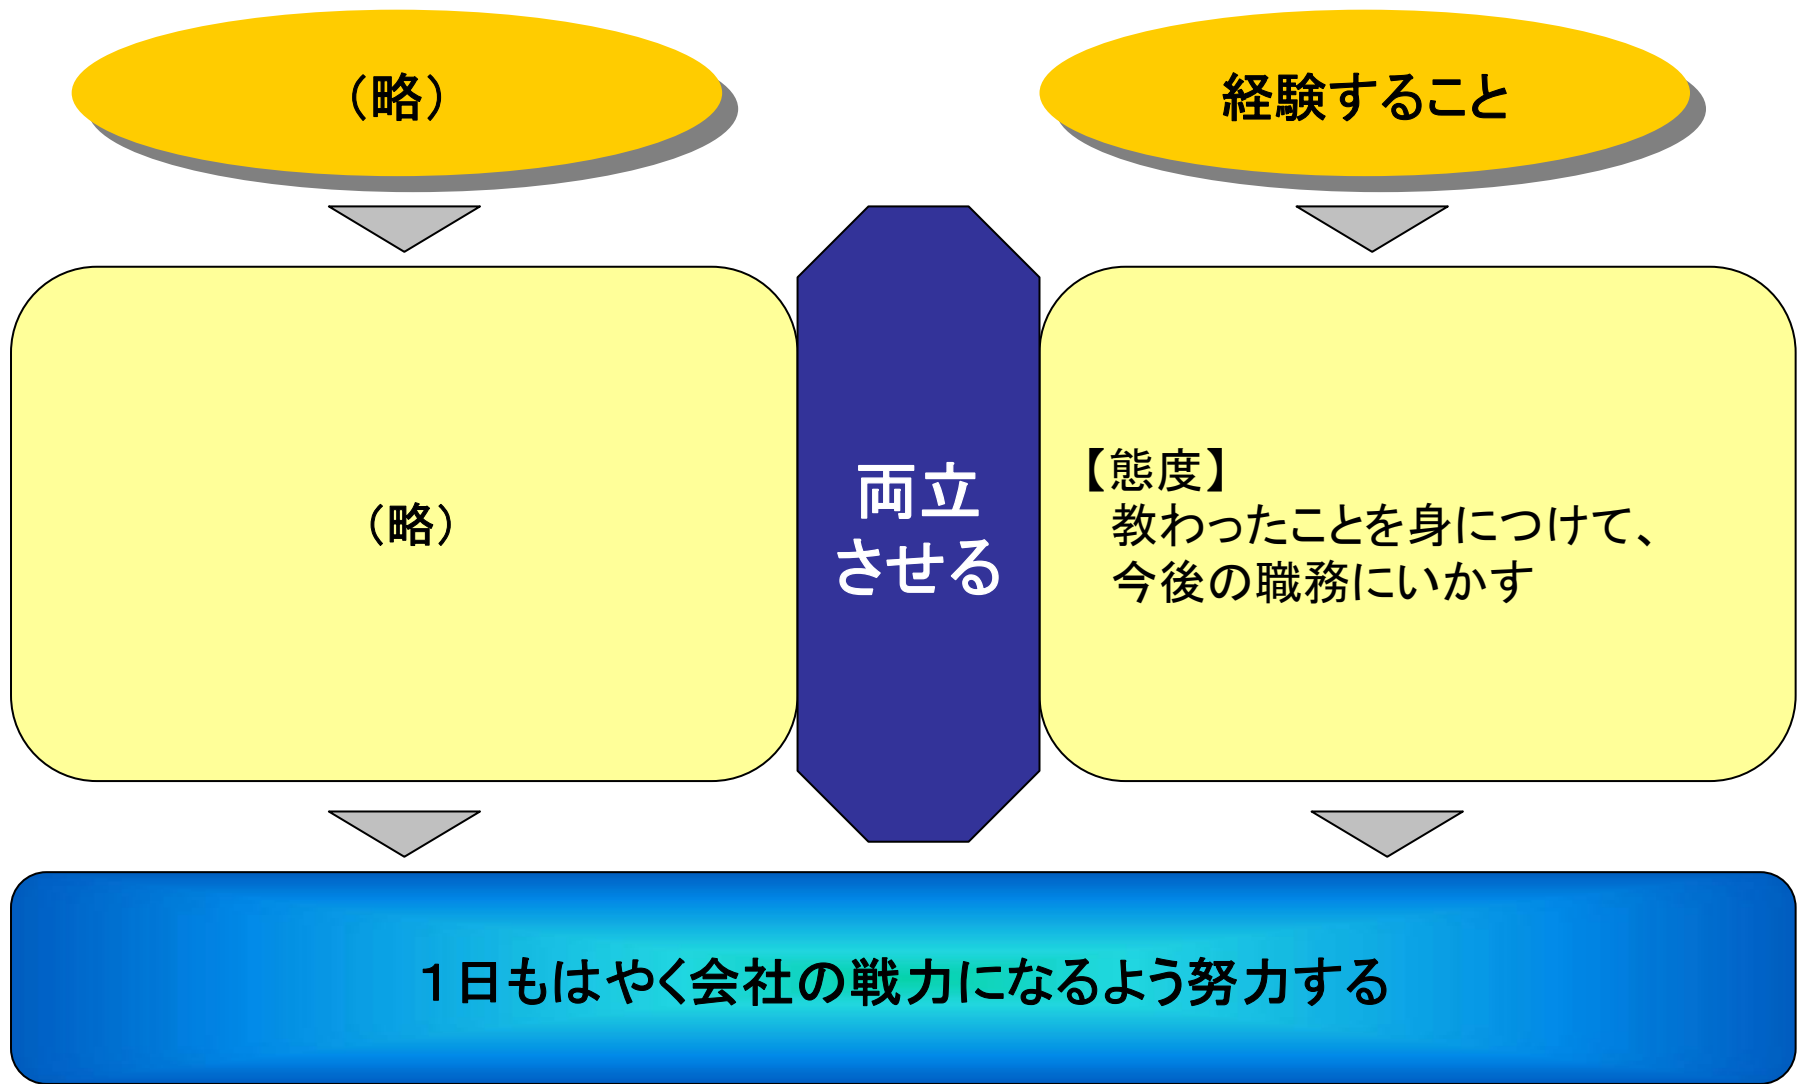 （略）
経験すること
（略）
両立
させる
【態度】
教わったことを身につけて、
今後の職務にいかす
１日もはやく会社の戦力になるよう努力する